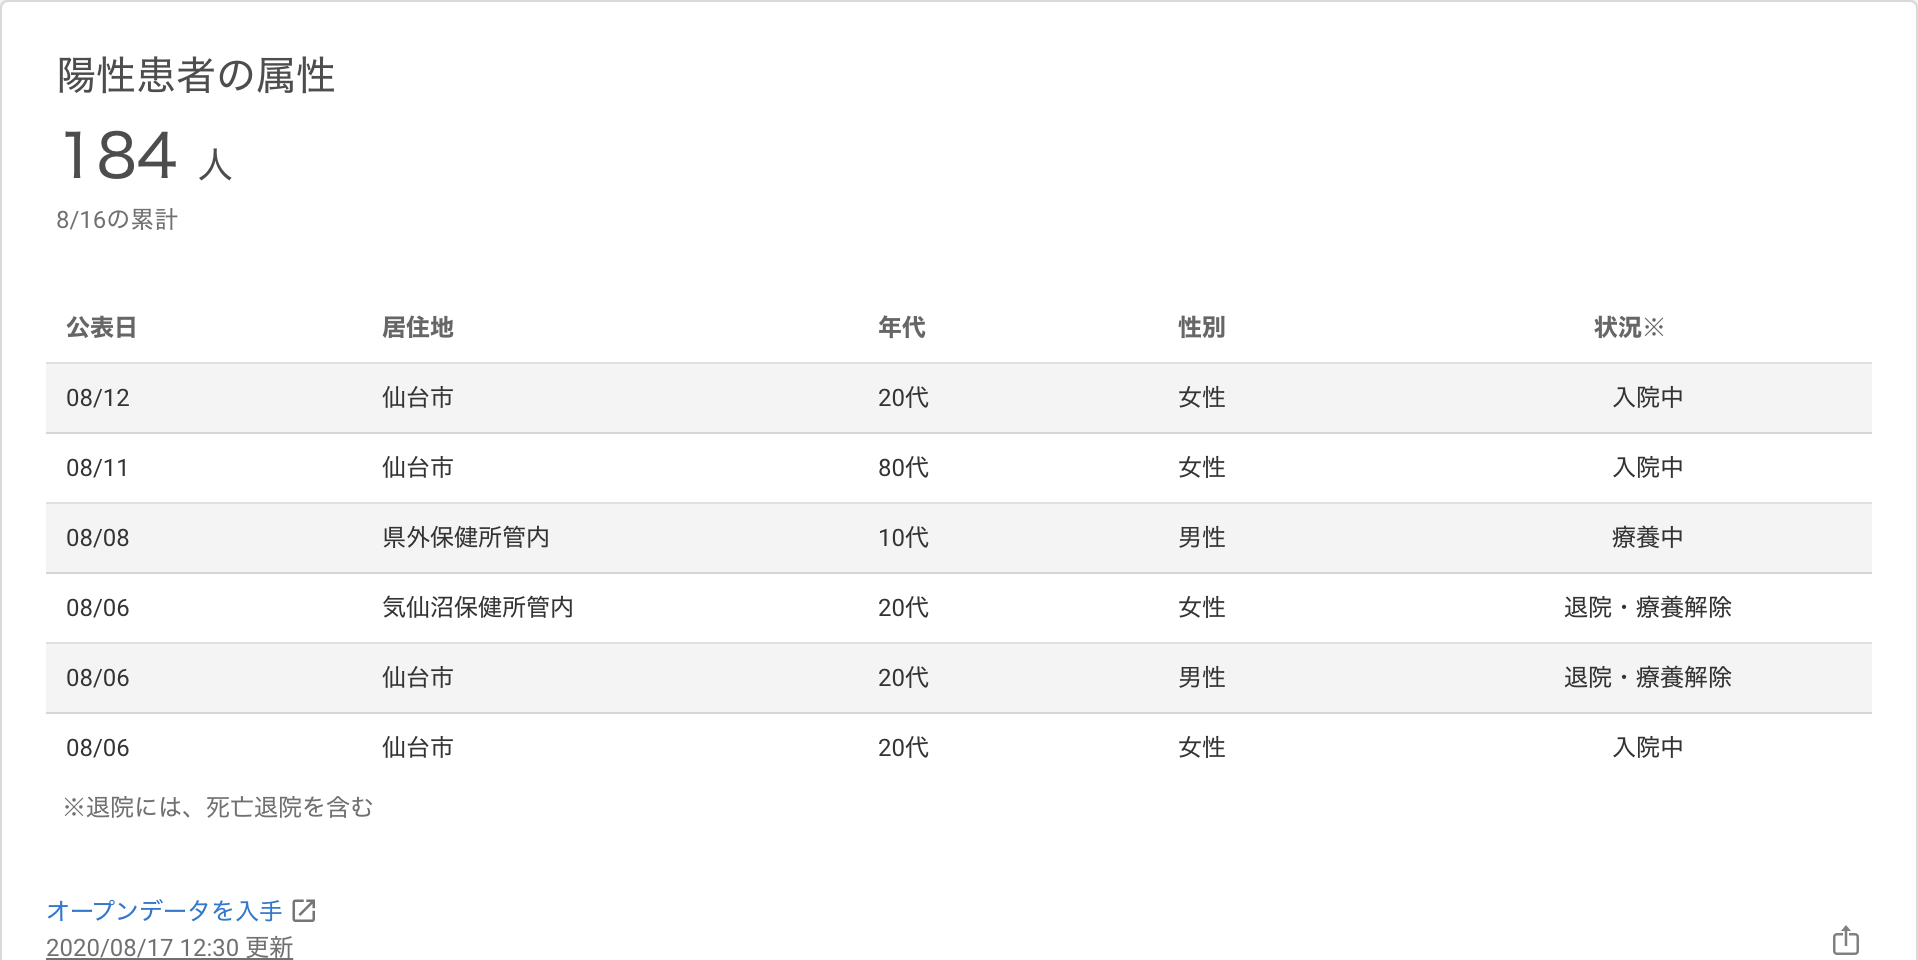 陽性患者の属性
184 人
8/16の累計
公表日 居住地 年代 性別 状況※
08/12 仙台市 20代 女性 入院中
08/11 仙台市 80代 女性 入院中
08/08 県外保健所管内 10代 男性 療養中
08/06 気仙沼保健所管内 20代 女性 退院・療養解除
08/06 仙台市 20代 男性 退院・療養解除
08/06 仙台市 20代 女性 入院中
※退院には、死亡退院を含む
オープンデータを入手
2020/08/17 12:30 更新